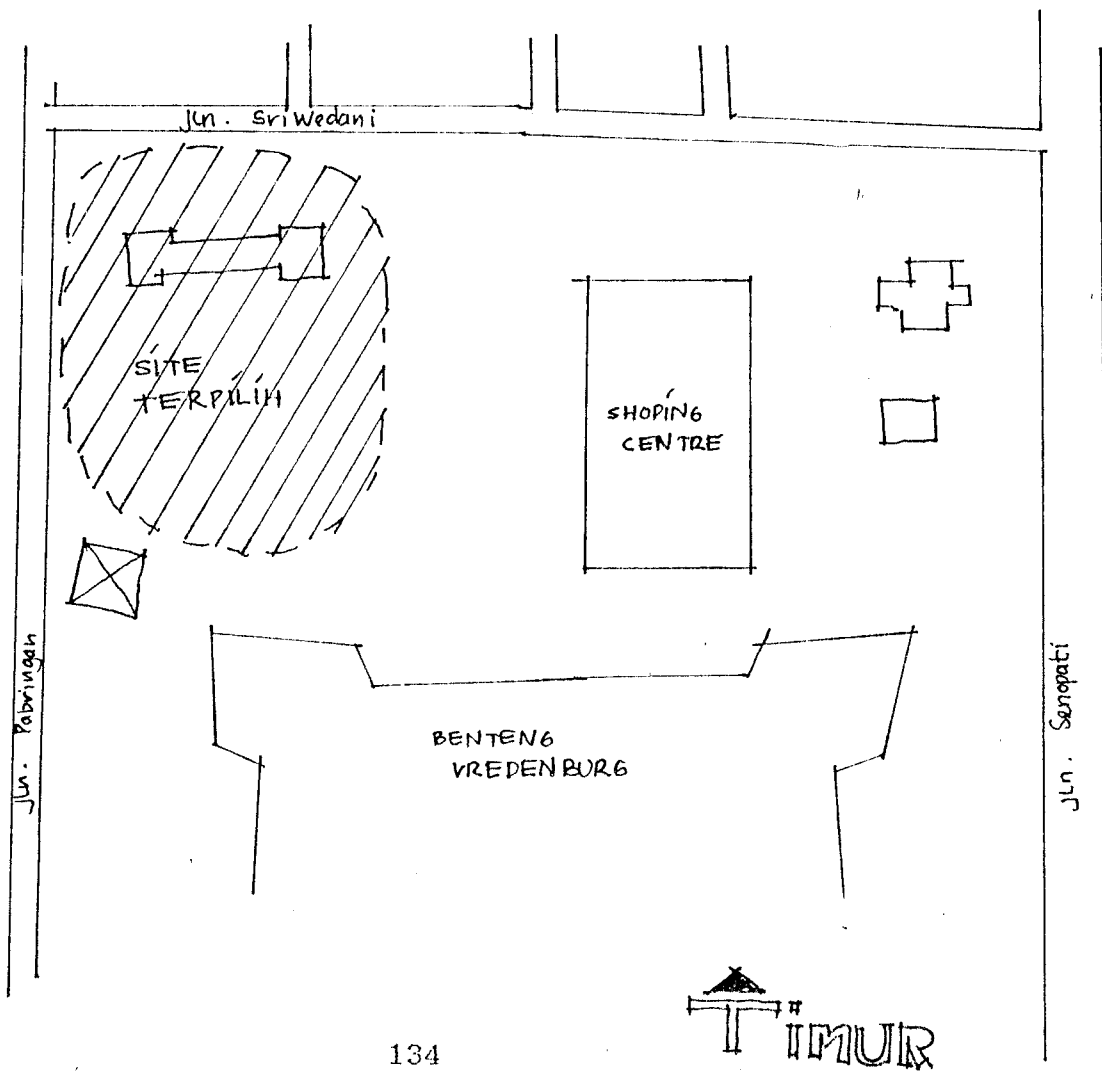 Jln. Sriwedani
SITE
TERPILIH
SHOPING
CENTRE
Jln. Pabringan
BENTENG
VREDENBURG
Jln. Senopati
TIMUR
134